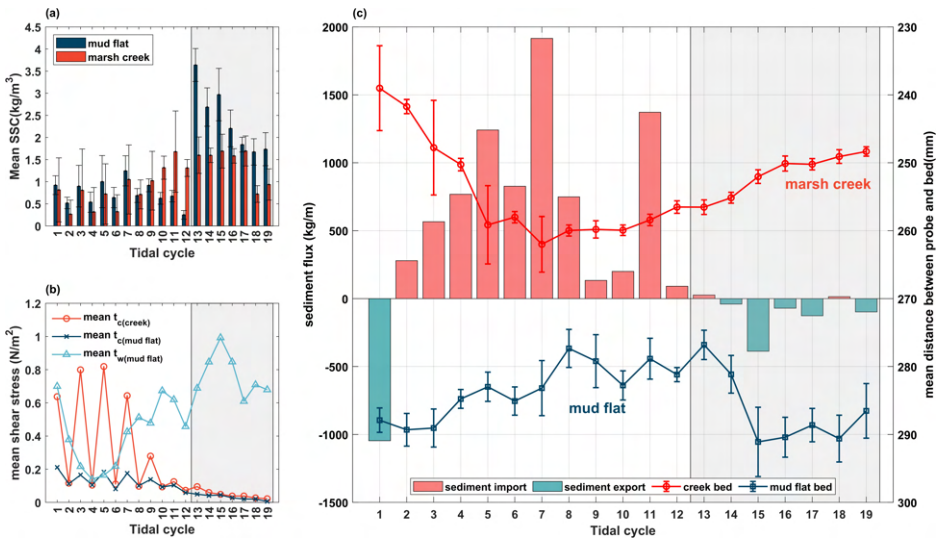 (a)
4.5
4
3.5
3
2.5
2
1.5
1
0.5
0
Mean SSC(kg/m³)
mud flat
marsh creek
1 2 3 4 5 6 7 8 9 10 11 12 13 14 15 16 17 18 19
Tidal cycle
(b)
1.2
1
0.8
0.6
0.4
0.2
0
mean shear stress (N/m²)
mean t c(creek)
mean t c(mud flat)
mean t w(mud flat)
1 2 3 4 5 6 7 8 9 10 11 12 13 14 15 16 17 18 19
Tidal cycle
(c)
2000
1500
1000
500
0
-500
-1000
-1500
sediment flux (kg/m)
marsh creek
mud flat
sediment import sediment export creek bed mud flat bed
1 2 3 4 5 6 7 8 9 10 11 12 13 14 15 16 17 18 19
Tidal cycle
230
240
250
260
270
280
290
300
mean distance between probe and bed(mm)